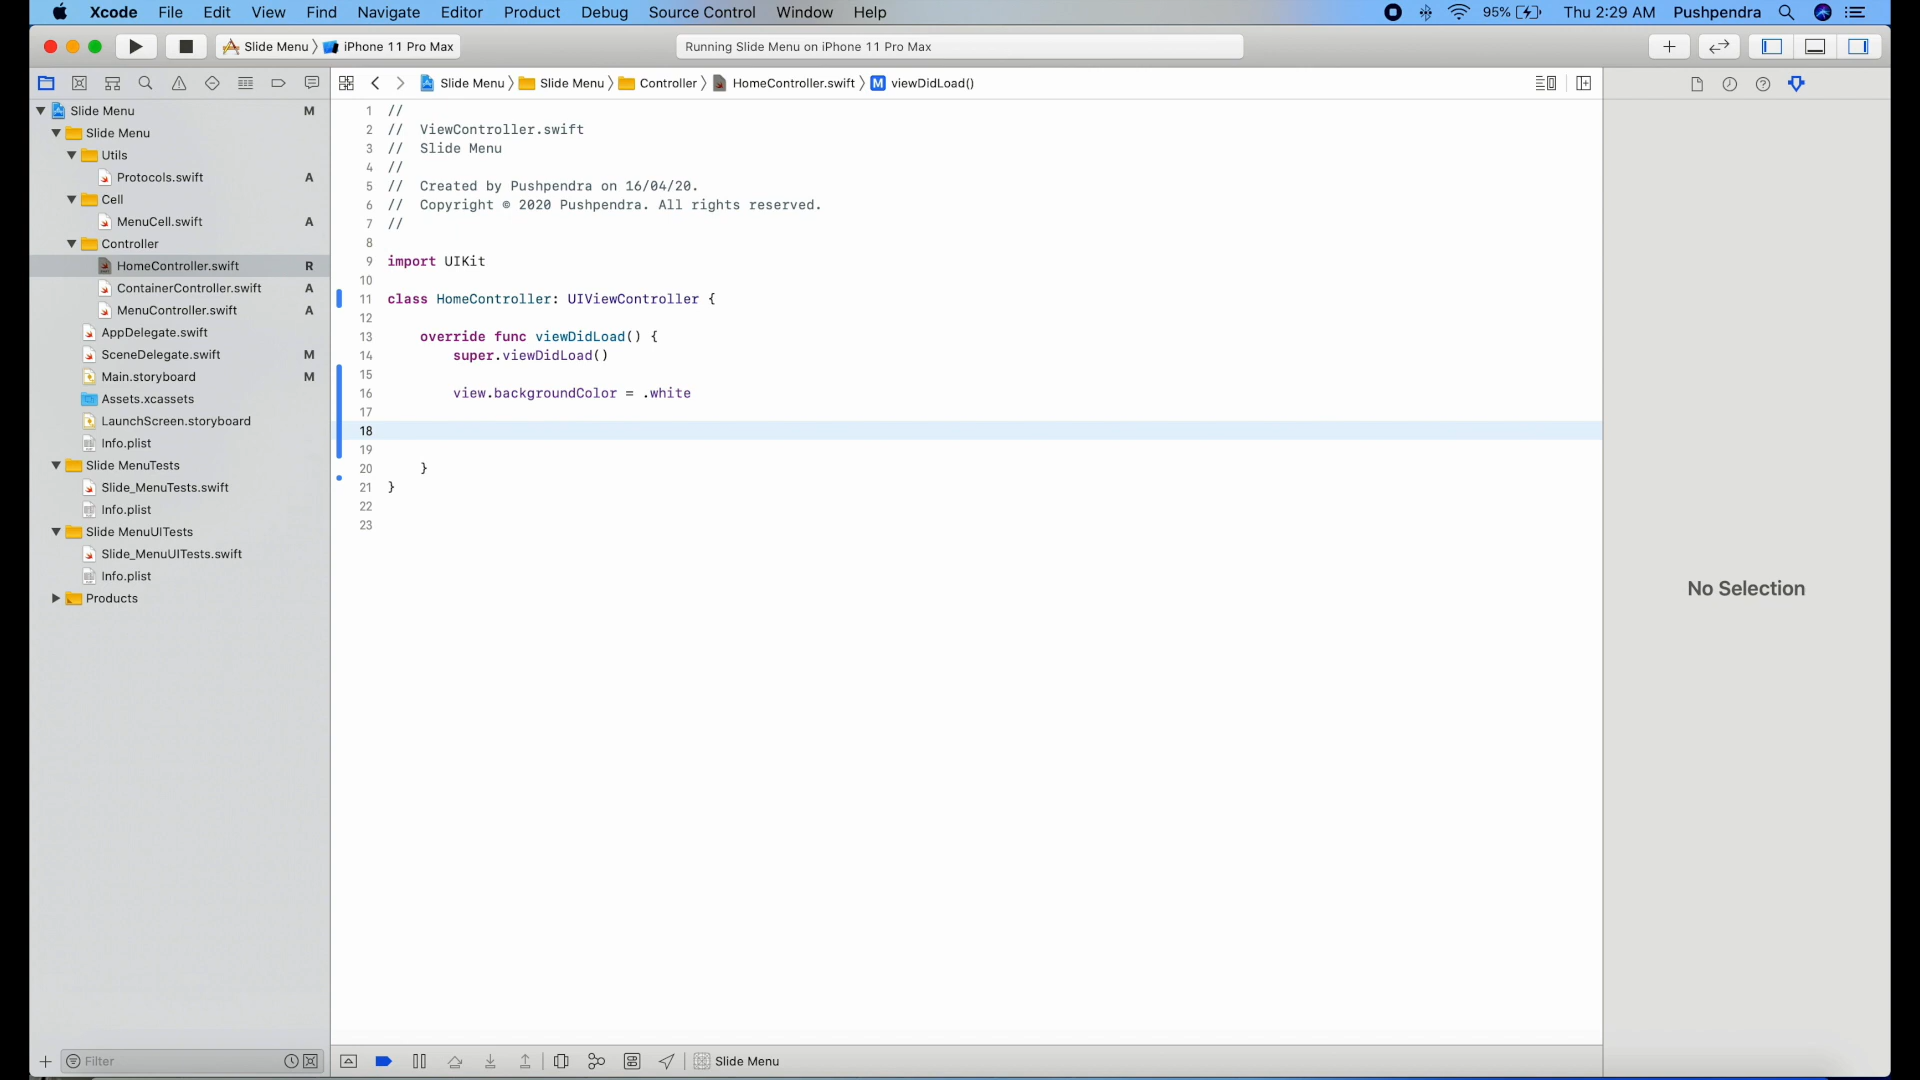 Xcode File Edit View Find Navigate Editor Product Debug Source Control Window Help 95% Thu 2:29 AM Pushpendra
Slide Menu iPhone 11 Pro Max Running Slide Menu on iPhone 11 Pro Max
Slide Menu Slide Menu Controller HomeController.swift M viewDidLoad()
Slide Menu M
Slide Menu
Utils
Protocols.swift A
Cell
MenuCell.swift A
Controller
HomeController.swift R
ContainerController.swift A
MenuController.swift A
AppDelegate.swift
SceneDelegate.swift M
Main.storyboard M
Assets.xcassets
LaunchScreen.storyboard
Info.plist
Slide MenuTests
Slide_MenuTests.swift
Info.plist
Slide MenuUITests
Slide_MenuUITests.swift
Info.plist
Products
Filter
1 //
2 // ViewController.swift
3 // Slide Menu
4 //
5 // Created by Pushpendra on 16/04/20.
6 // Copyright © 2020 Pushpendra. All rights reserved.
7 //
8
9 import UIKit
10
11 class HomeController: UIViewController {
12
13 override func viewDidLoad() {
14 super.viewDidLoad()
15
16 view.backgroundColor = .white
17
18
19
20 }
21 }
22
23
Slide Menu
No Selection